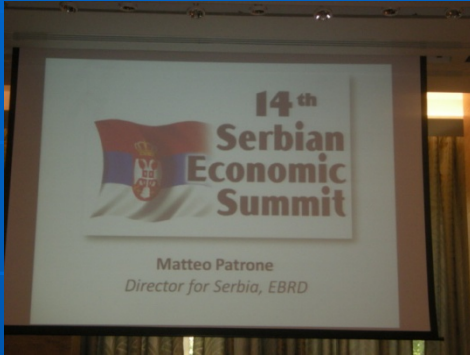 14th
Serbian
Economic
Summit
Matteo Patrone
Director for Serbia, EBRD